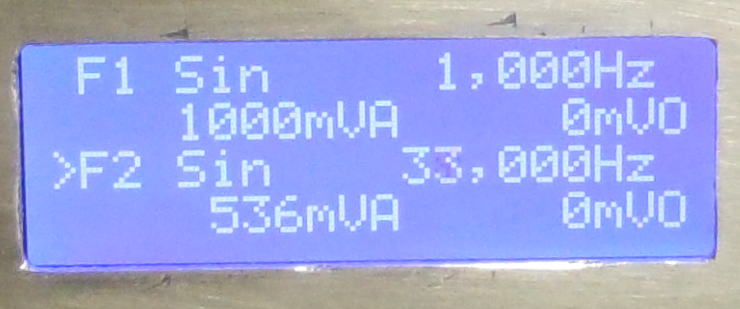 F1 Sin 1,000Hz
1000mVA 0mVO
>F2 Sin 33,000Hz
536mVA 0mVO